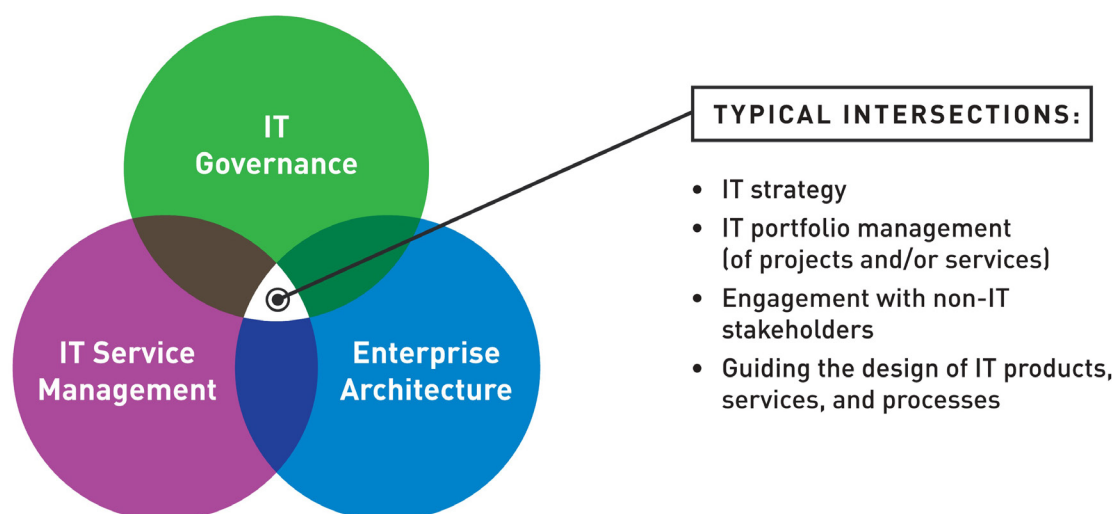 IT
Governance
IT Service
Management
Enterprise
Architecture
TYPICAL INTERSECTIONS:
• IT strategy
• IT portfolio management
(of projects and/or services)
• Engagement with non-IT
stakeholders
• Guiding the design of IT products,
services, and processes